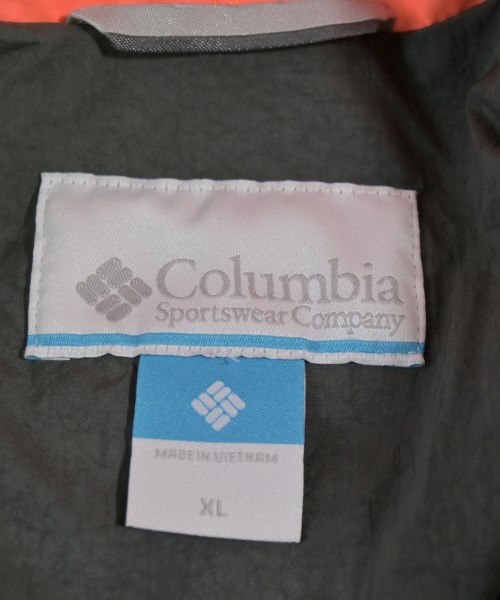 Columbia
Sportswear Company
MADE IN VIETNAM
XL